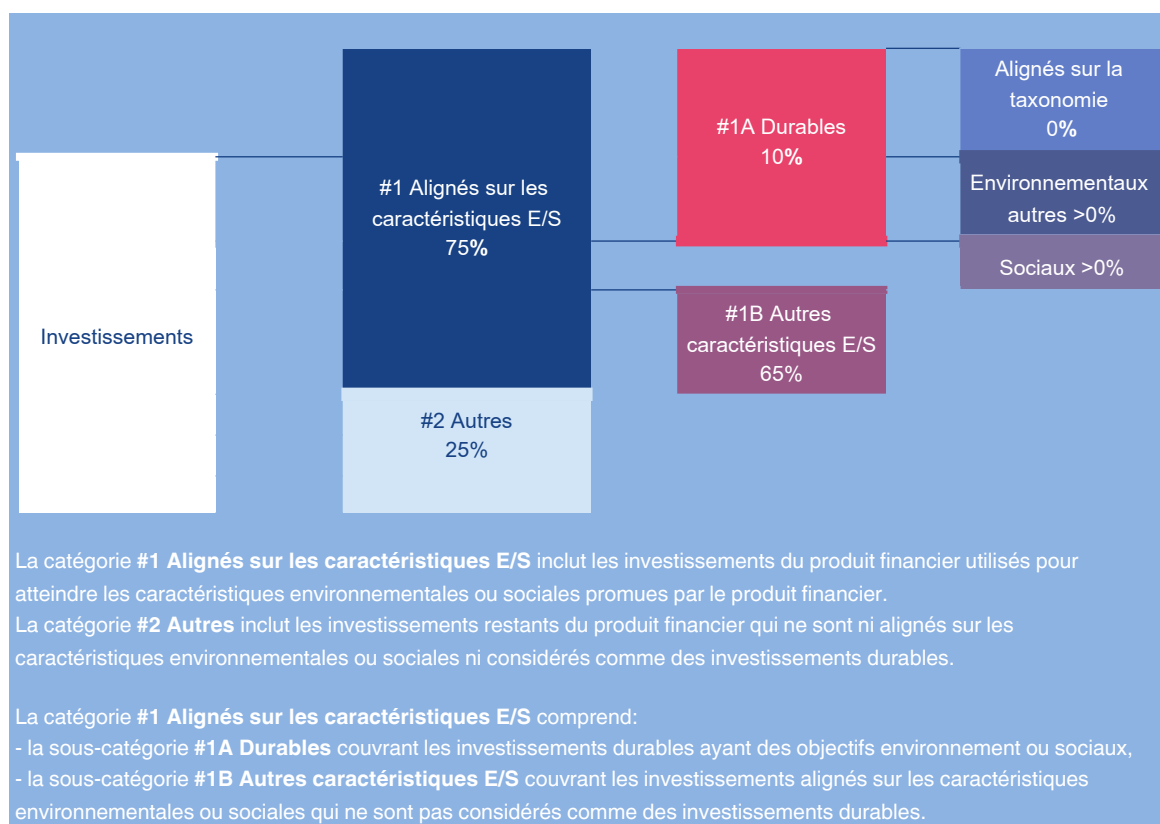 Investissements
#1 Alignés sur les
caractéristiques E/S
75%
#2 Autres
25%
#1A Durables
10%
#1B Autres
caractéristiques E/S
65%
Alignés sur la
taxonomie
0%
Environnementaux
autres >0%
Sociaux >0%
La catégorie #1 Alignés sur les caractéristiques E/S inclut les investissements du produit financier utilisés pour
atteindre les caractéristiques environnementales ou sociales promues par le produit financier.
La catégorie #2 Autres inclut les investissements restants du produit financier qui ne sont ni alignés sur les
caractéristiques environnementales ou sociales ni considérés comme des investissements durables.
La catégorie #1 Alignés sur les caractéristiques E/S comprend:
- la sous-catégorie #1A Durables couvrant les investissements durables ayant des objectifs environnement ou sociaux,
- la sous-catégorie #1B Autres caractéristiques E/S couvrant les investissements alignés sur les caractéristiques
environnementales ou sociales qui ne sont pas considérés comme des investissements durables.